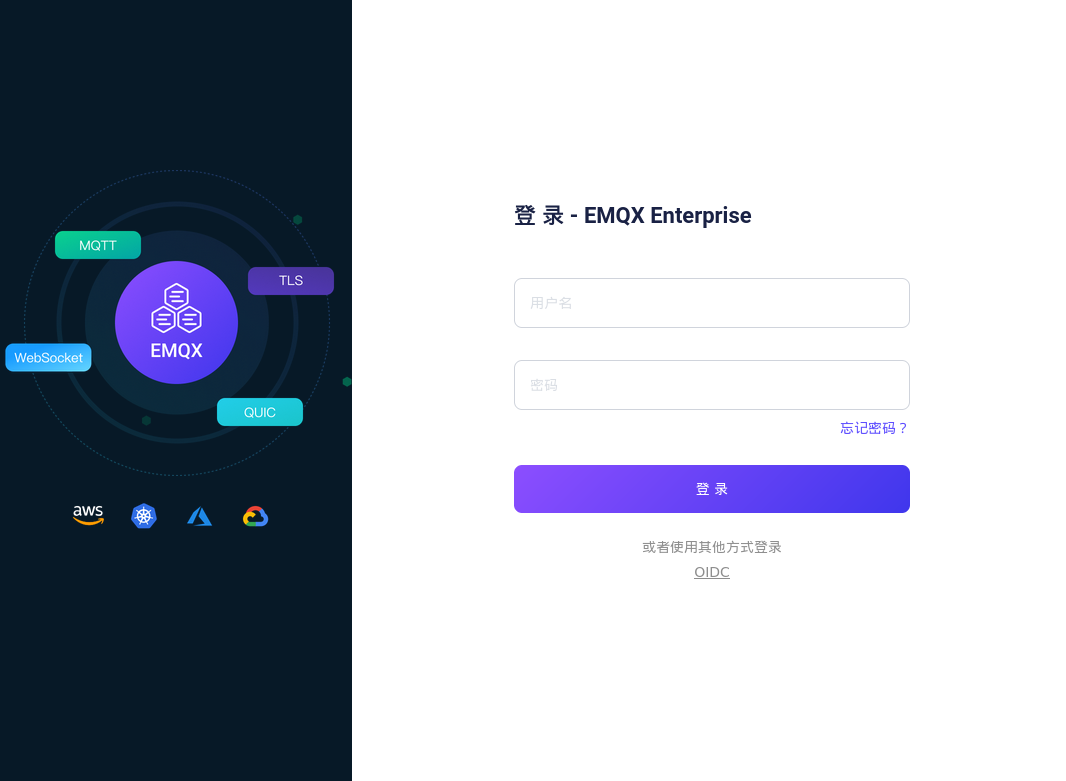 MQTT
TLS
EMQX
WebSocket
QUIC
aws
登 录 - EMQX Enterprise
用户名
密码
忘记密码？
登 录
或者使用其他方式登录
OIDC